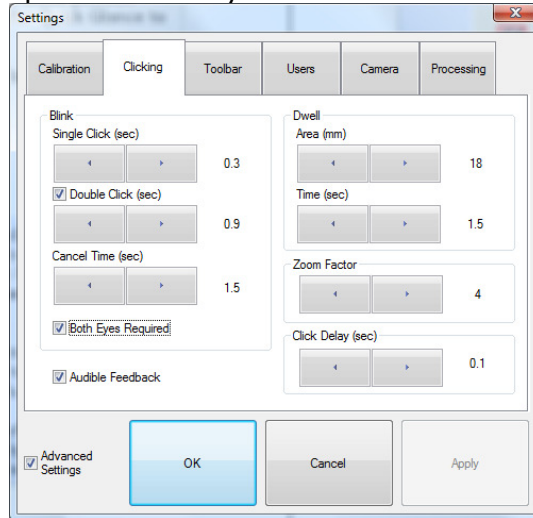 Settings
Calibration Clicking Toolbar Users Camera Processing
Blink
Single Click (sec)
0.3
Double Click (sec)
0.9
Cancel Time (sec)
1.5
Both Eyes Required
Audible Feedback
Dwell
Area (mm)
18
Time (sec)
1.5
Zoom Factor
4
Click Delay (sec)
0.1
Advanced
Settings
OK Cancel Apply